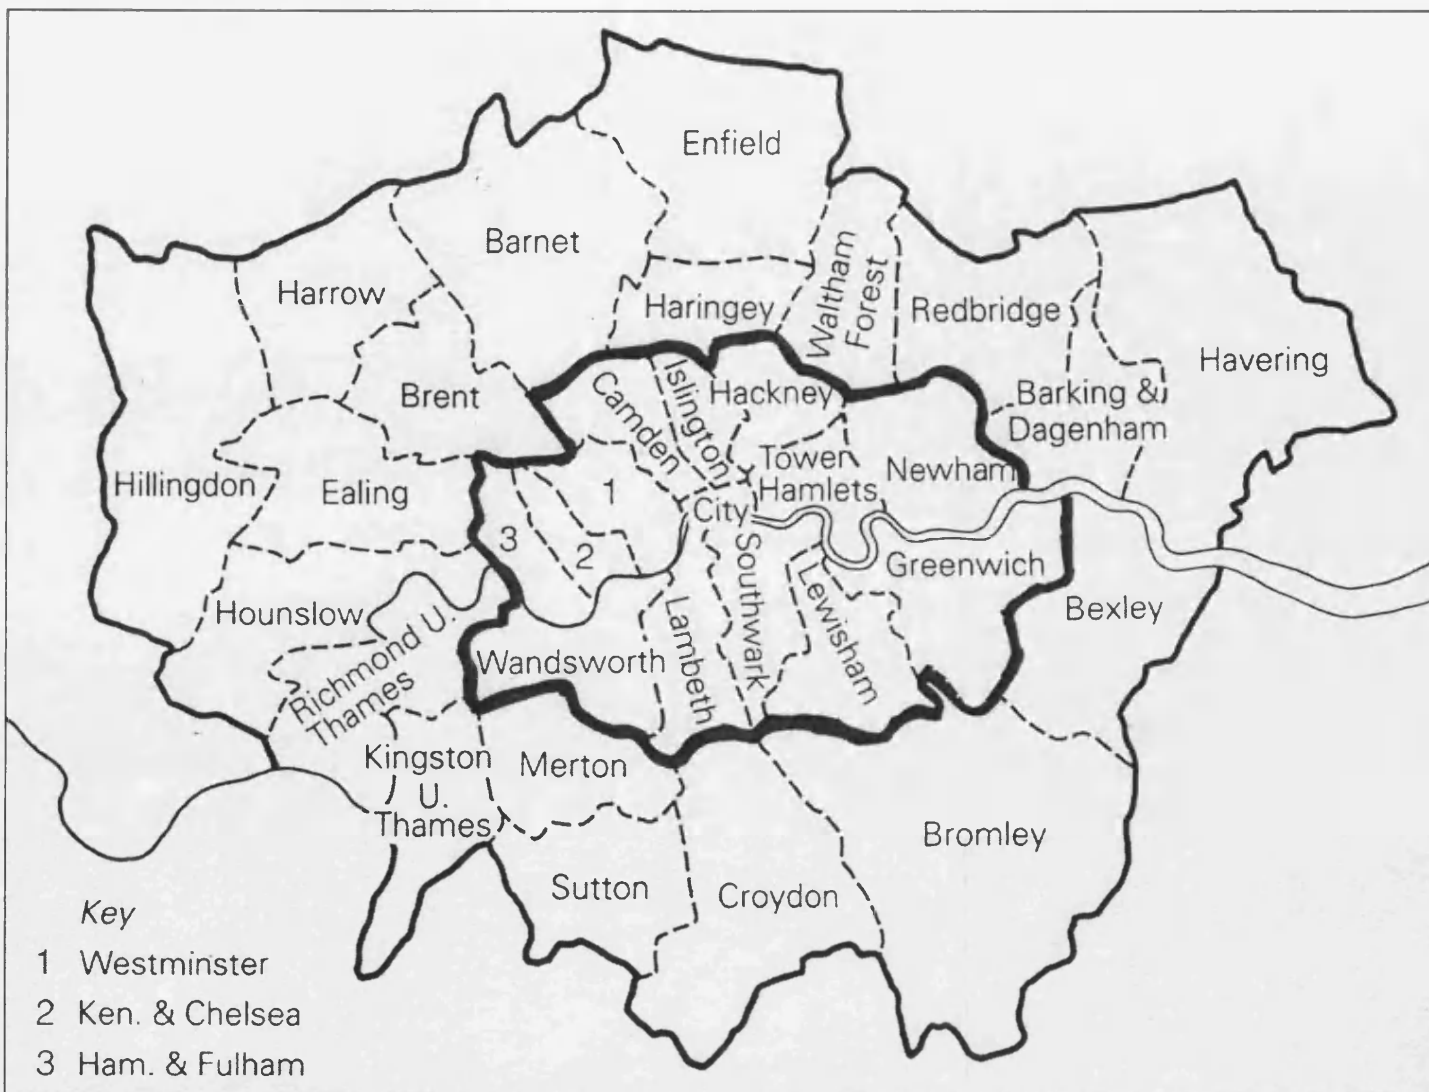 Enfield
Barnet
Harrow
Haringey
Waltham
Forest
Redbridge
Havering
Brent
Camden
Islington
Hackney
Barking &
Dagenham
Hillingdon
Ealing
1
Tower
Hamlets
Newham
City
3
2
Southwark
Greenwich
Hounslow
Richmond U.
Thames
Lewisham
Bexley
Wandsworth
Lambeth
Kingston
U.
Thames
Merton
Bromley
Sutton
Croydon
Key
1 Westminster
2 Ken. & Chelsea
3 Ham. & Fulham